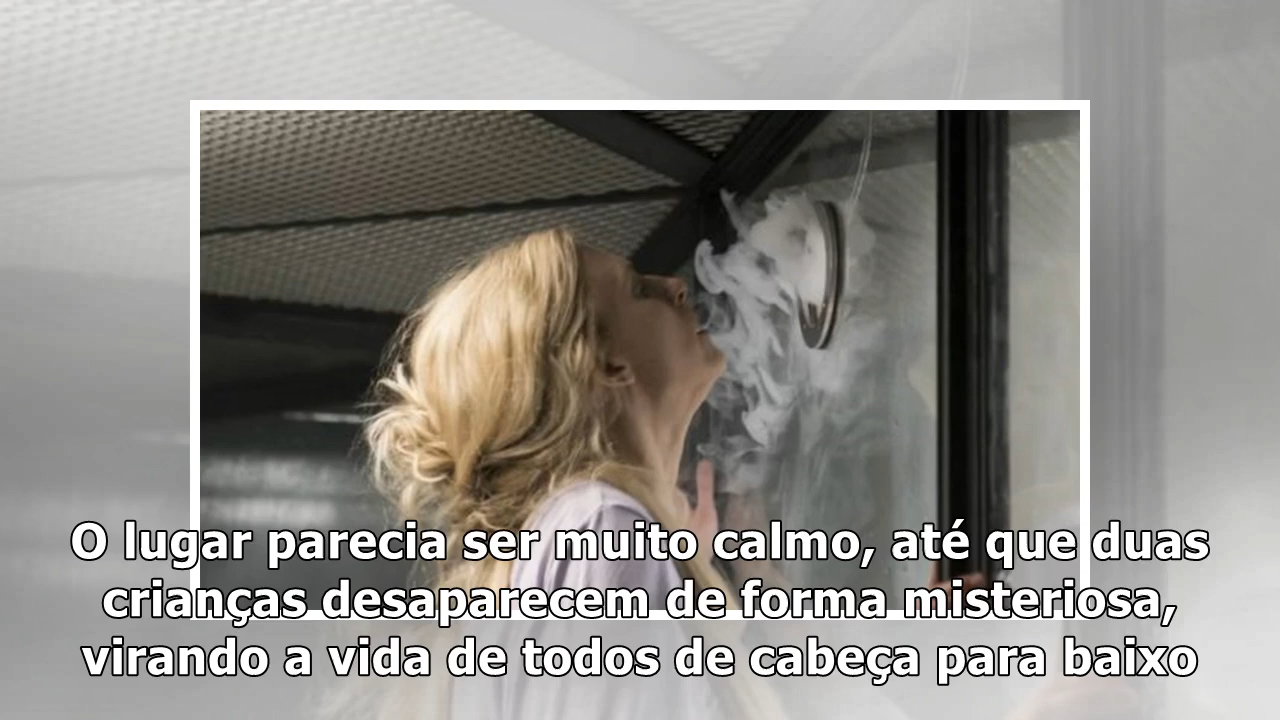 O lugar parecia ser muito calmo, até que duas
crianças desaparecem de forma misteriosa,
virando a vida de todos de cabeça para baixo